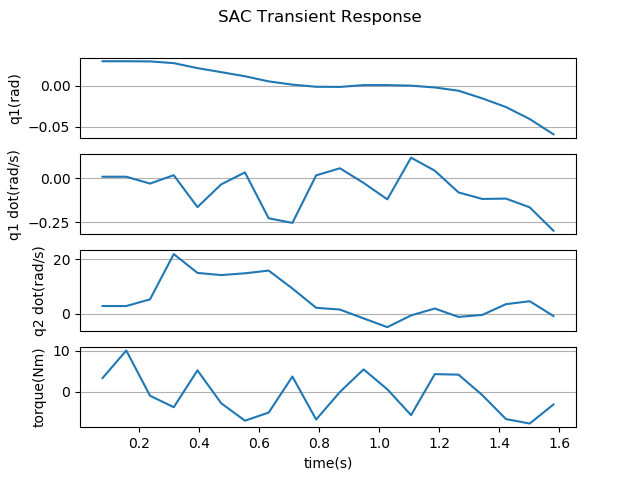 SAC Transient Response
q1(rad)
0.00
−0.05
q1 dot(rad/s)
0.00
−0.25
q2 dot(rad/s)
20
0
torque(Nm)
10
0
0.2 0.4 0.6 0.8 1.0 1.2 1.4 1.6
time(s)